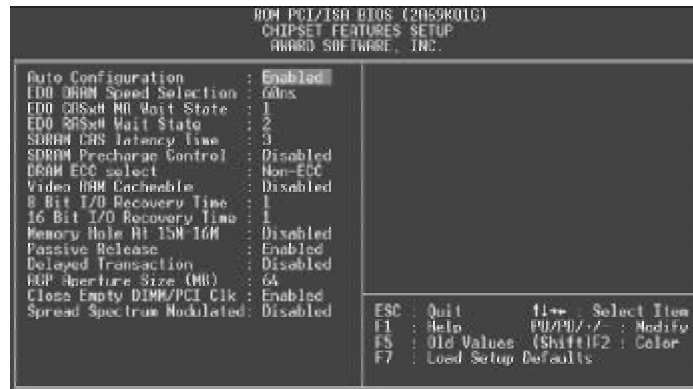 ROM PCI/ISA BIOS (2A69K01G)
CHIPSET FEATURES SETUP
AWARD SOFTWARE, INC.
Auto Configuration : Enabled
EDO DRAM Speed Selection : 60ns
EDO CASx# MA Wait State : 1
EDO RASx# Wait State : 2
SDRAM CAS latency Time : 3
SDRAM Precharge Control : Disabled
DRAM ECC select : Non-ECC
Video RAM Cacheable : Disabled
8 Bit I/O Recovery Time : 1
16 Bit I/O Recovery Time : 1
Memory Hole At 15M-16M : Disabled
Passive Release : Enabled
Delayed Transaction : Disabled
AGP Aperture Size (MB) : 64
Close Empty DIMM/PCI Clk : Enabled
Spread Spectrum Modulated: Disabled
ESC : Quit ↑↓→← : Select Item
F1 : Help PU/PD/+/- : Modify
F5 : Old Values (Shift)F2 : Color
F7 : Load Setup Defaults